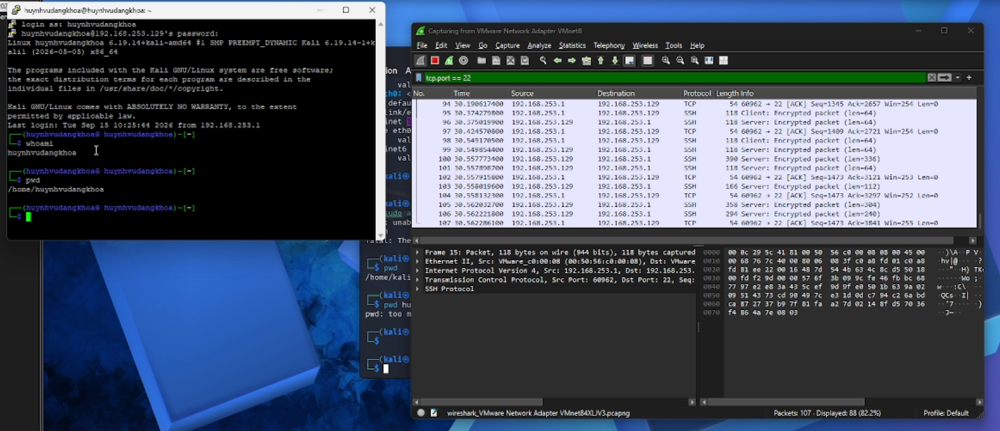 huynhvudangkhoa@huynhvudangkhoa: ~
login as: huynhvudangkhoa
huynhvudangkhoa@192.168.253.129's password:
Linux huynhvudangkhoa 6.19.14+kali-amd64 #1 SMP PREEMPT_DYNAMIC Kali 6.19.14-1+k
ali1 (2026-05-05) x86_64
The programs included with the Kali GNU/Linux system are free software;
the exact distribution terms for each program are described in the
individual files in /usr/share/doc/*/copyright.
Kali GNU/Linux comes with ABSOLUTELY NO WARRANTY, to the extent
permitted by applicable law.
Last login: Tue Sep 15 10:25:44 2026 from 192.168.253.1
(huynhvudangkhoa㉿ huynhvudangkhoa)-[~]
$ whoami
huynhvudangkhoa
(huynhvudangkhoa㉿ huynhvudangkhoa)-[~]
$ pwd
/home/huynhvudangkhoa
(huynhvudangkhoa㉿ huynhvudangkhoa)-[~]
$
ion A
val
th0: <
defau
link/e
inet
e eth0
val
inet6
val
kali㉿
kali㉿
sudo a
: unab
fatal: The
(kali㉿
$ pwd
/home/kali
(kali㉿
$ pwd hu
pwd: too m
(kali㉿
$
(kali㉿
$
Capturing from VMware Network Adapter VMnet8
File Edit View Go Capture Analyze Statistics Telephony Wireless Tools Help
tcp.port == 22
No. Time Source Destination Protocol Length Info
94 30.190617400 192.168.253.1 192.168.253.129 TCP 54 60962 → 22 [ACK] Seq=1345 Ack=2657 Win=254 Len=0
95 30.374279800 192.168.253.1 192.168.253.129 SSH 118 Client: Encrypted packet (len=64)
96 30.375019900 192.168.253.129 192.168.253.1 SSH 118 Server: Encrypted packet (len=64)
97 30.424570800 192.168.253.1 192.168.253.129 TCP 54 60962 → 22 [ACK] Seq=1409 Ack=2721 Win=254 Len=0
98 30.549170500 192.168.253.1 192.168.253.129 SSH 118 Client: Encrypted packet (len=64)
99 30.549854400 192.168.253.129 192.168.253.1 SSH 118 Server: Encrypted packet (len=64)
100 30.557773400 192.168.253.129 192.168.253.1 SSH 390 Server: Encrypted packet (len=336)
101 30.557898700 192.168.253.129 192.168.253.1 SSH 118 Server: Encrypted packet (len=64)
102 30.557915800 192.168.253.1 192.168.253.129 TCP 54 60962 → 22 [ACK] Seq=1473 Ack=3121 Win=253 Len=0
103 30.558019600 192.168.253.129 192.168.253.1 SSH 166 Server: Encrypted packet (len=112)
104 30.558132300 192.168.253.1 192.168.253.129 TCP 54 60962 → 22 [ACK] Seq=1473 Ack=3297 Win=252 Len=0
105 30.562032700 192.168.253.129 192.168.253.1 SSH 358 Server: Encrypted packet (len=304)
106 30.562221800 192.168.253.129 192.168.253.1 SSH 294 Server: Encrypted packet (len=240)
107 30.562286100 192.168.253.1 192.168.253.129 TCP 54 60962 → 22 [ACK] Seq=1473 Ack=3841 Win=255 Len=0
Frame 15: Packet, 118 bytes on wire (944 bits), 118 bytes captured
Ethernet II, Src: VMware_c0:00:08 (00:50:56:c0:00:08), Dst: VMware_
Internet Protocol Version 4, Src: 192.168.253.1, Dst: 192.168.253.
Transmission Control Protocol, Src Port: 60962, Dst Port: 22, Seq:
SSH Protocol
0000 00 0c 29 5c 41 81 00 50 56 c0 00 08 08 00 45 00 ··)\A··P V·
0010 00 68 76 7c 40 00 80 06 08 3f c0 a8 fd 01 c0 a8 ·hv|@··· ·?
0020 fd 81 ee 22 00 16 48 7d 54 4b 63 4c 8d d5 50 18 ···"··H} TK
0030 00 fd f2 9d 00 00 57 6f 3b 09 9c fe 46 fb bc 68 ······Wo ;·
0040 77 97 e2 e8 3a 43 5c ef 9d 9f e0 50 1b 63 9a 02 w···:C\· ··
0050 09 51 43 73 cd 90 49 7c e3 1d 0d c7 94 c2 6a bd ·QCs··I|
0060 ca 87 27 37 b9 7f 81 fa a2 7d 02 14 8f d5 70 36 ··'7···· ·}
0070 f4 86 4a 7e 08 03 ··J~··
wireshark_VMware Network Adapter VMnet84XLJV3.pcapng
Packets: 107 · Displayed: 88 (82.2%)
Profile: Default